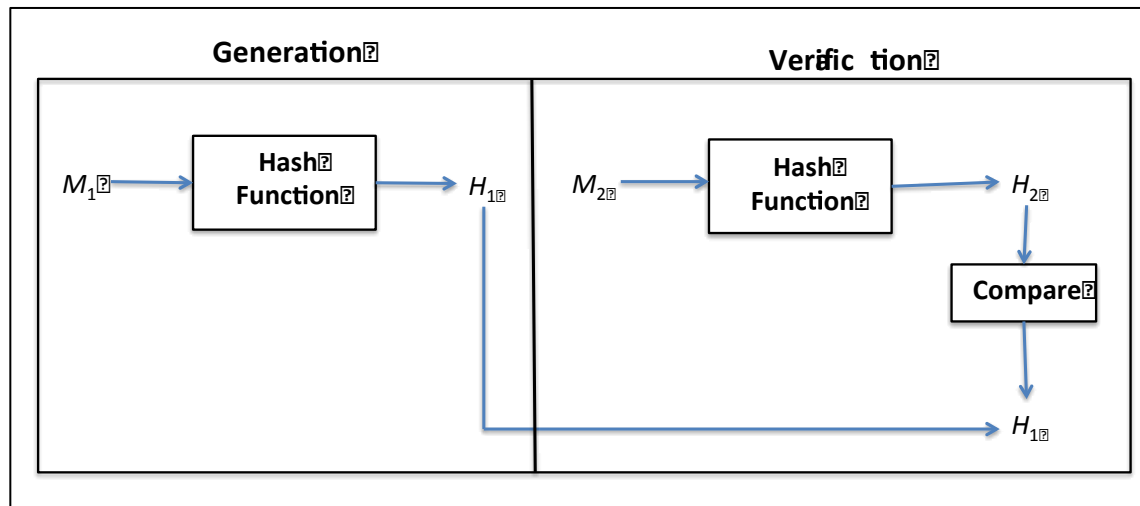 Generation⍰
Verific tion⍰
M1⍰
Hash⍰
Function⍰
H1⍰
M2⍰
Hash⍰
Function⍰
H2⍰
Compare⍰
H1⍰